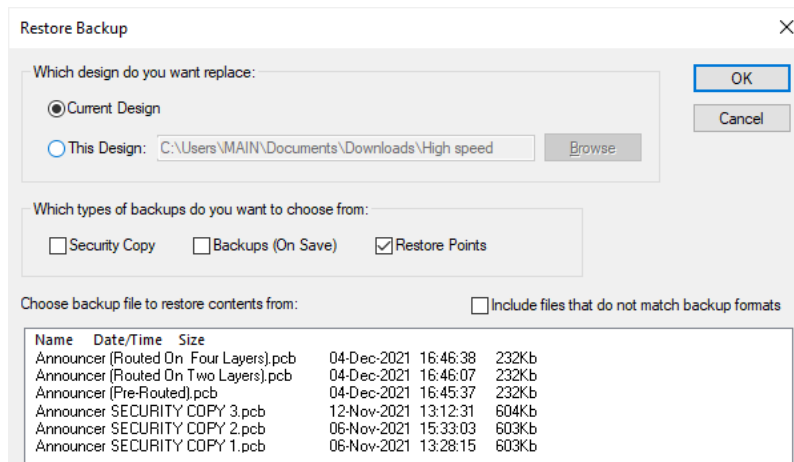 Restore Backup
Which design do you want replace:
Current Design
This Design: C:\Users\MAIN\Documents\Downloads\High speed Browse
OK
Cancel
Which types of backups do you want to choose from:
Security Copy Backups (On Save) Restore Points
Choose backup file to restore contents from: Include files that do not match backup formats
Name Date/Time Size
Announcer (Routed On Four Layers).pcb 04-Dec-2021 16:46:38 232Kb
Announcer (Routed On Two Layers).pcb 04-Dec-2021 16:46:07 232Kb
Announcer (Pre-Routed).pcb 04-Dec-2021 16:45:37 232Kb
Announcer SECURITY COPY 3.pcb 12-Nov-2021 13:12:31 604Kb
Announcer SECURITY COPY 2.pcb 06-Nov-2021 15:33:03 603Kb
Announcer SECURITY COPY 1.pcb 06-Nov-2021 13:28:15 603Kb